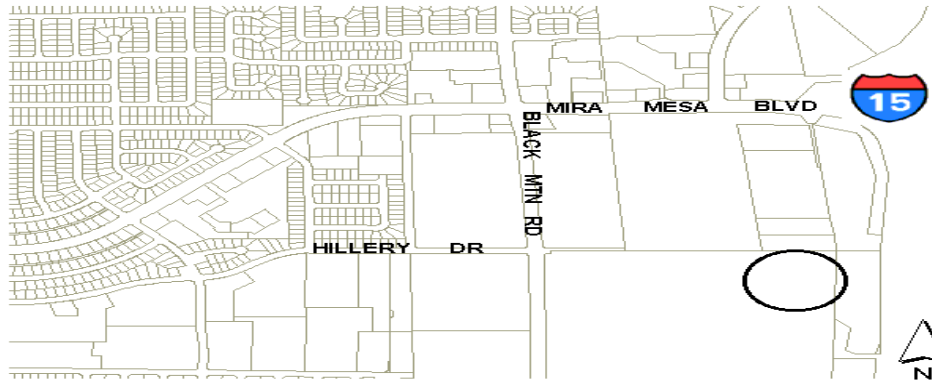 MIRA MESA BLVD
15
BLACK MTN RD
HILLERY DR
N